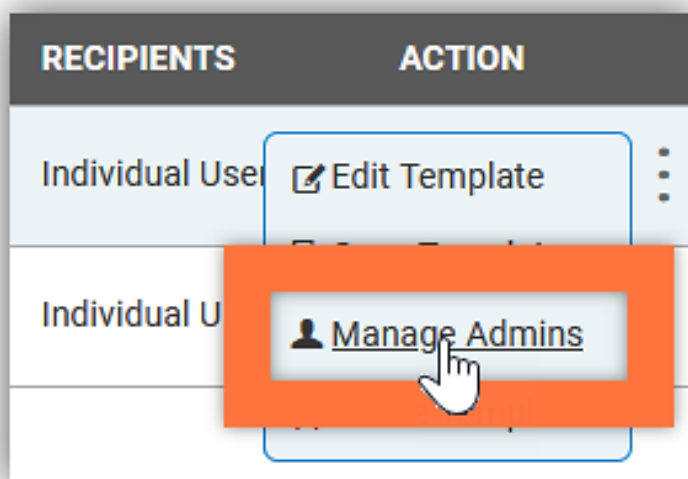 RECIPIENTS ACTION
Individual User Edit Template
Individual U
Manage Admins